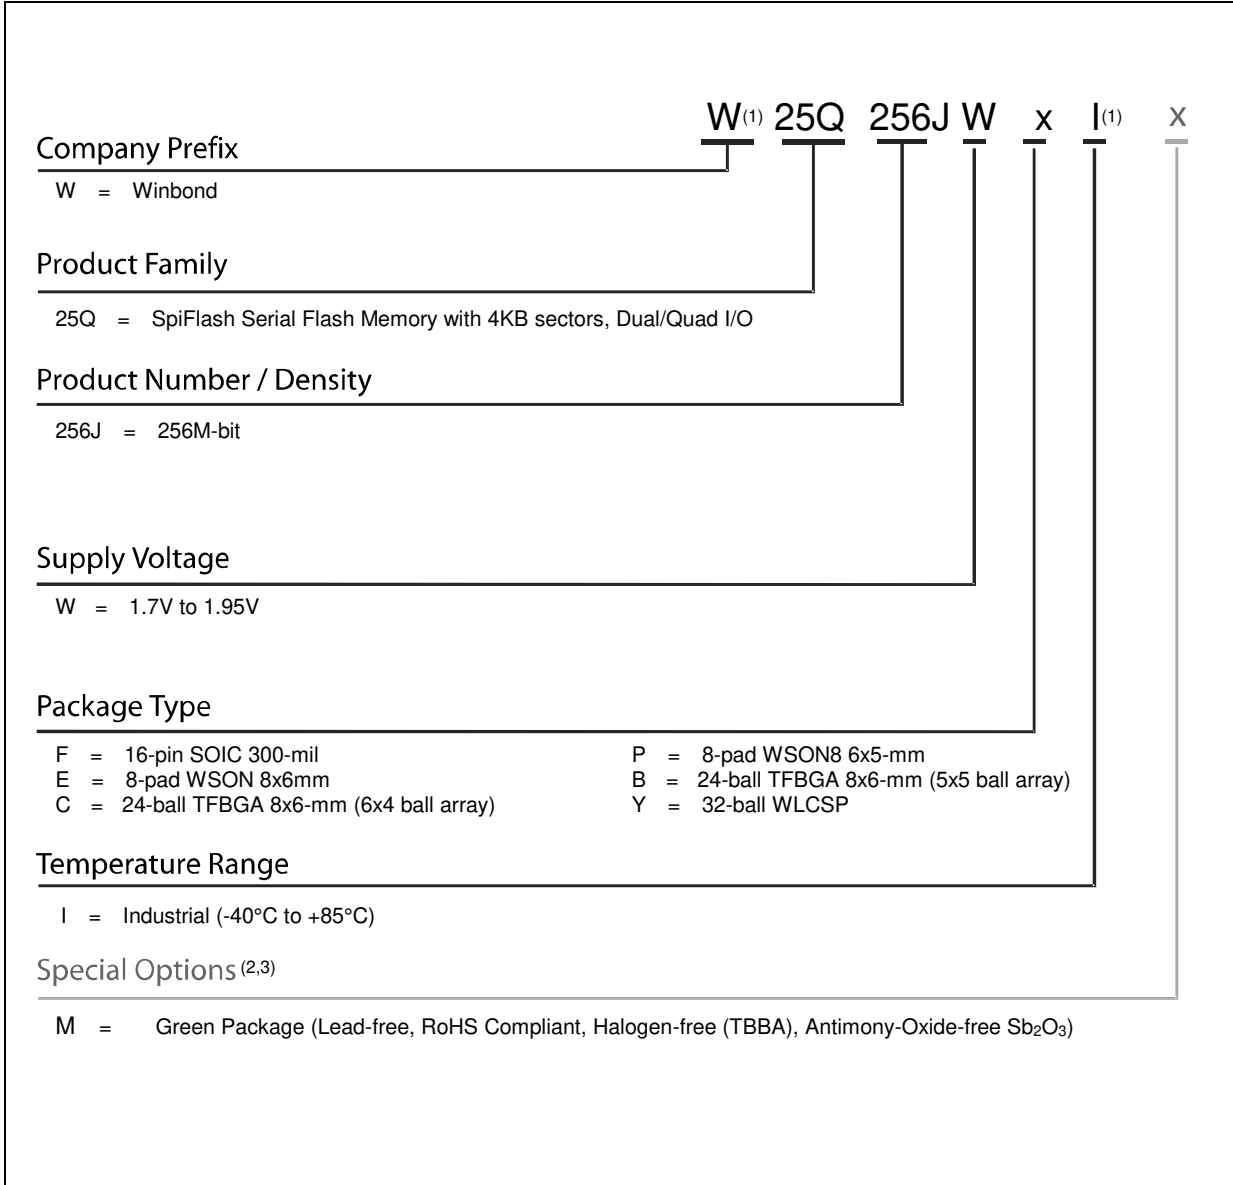 W(1) 25Q 256J W x I(1) x
Company Prefix
W = Winbond
Product Family
25Q = SpiFlash Serial Flash Memory with 4KB sectors, Dual/Quad I/O
Product Number / Density
256J = 256M-bit
Supply Voltage
W = 1.7V to 1.95V
Package Type
F = 16-pin SOIC 300-mil P = 8-pad WSON8 6x5-mm
E = 8-pad WSON 8x6mm B = 24-ball TFBGA 8x6-mm (5x5 ball array)
C = 24-ball TFBGA 8x6-mm (6x4 ball array) Y = 32-ball WLCSP
Temperature Range
I = Industrial (-40°C to +85°C)
Special Options (2,3)
M = Green Package (Lead-free, RoHS Compliant, Halogen-free (TBBA), Antimony-Oxide-free Sb₂O₃)